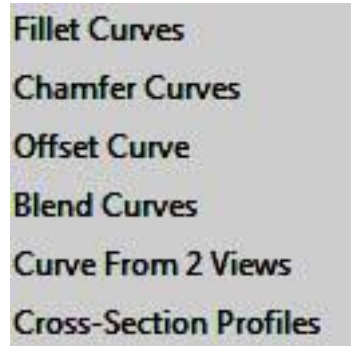 Fillet Curves
Chamfer Curves
Offset Curve
Blend Curves
Curve From 2 Views
Cross-Section Profiles